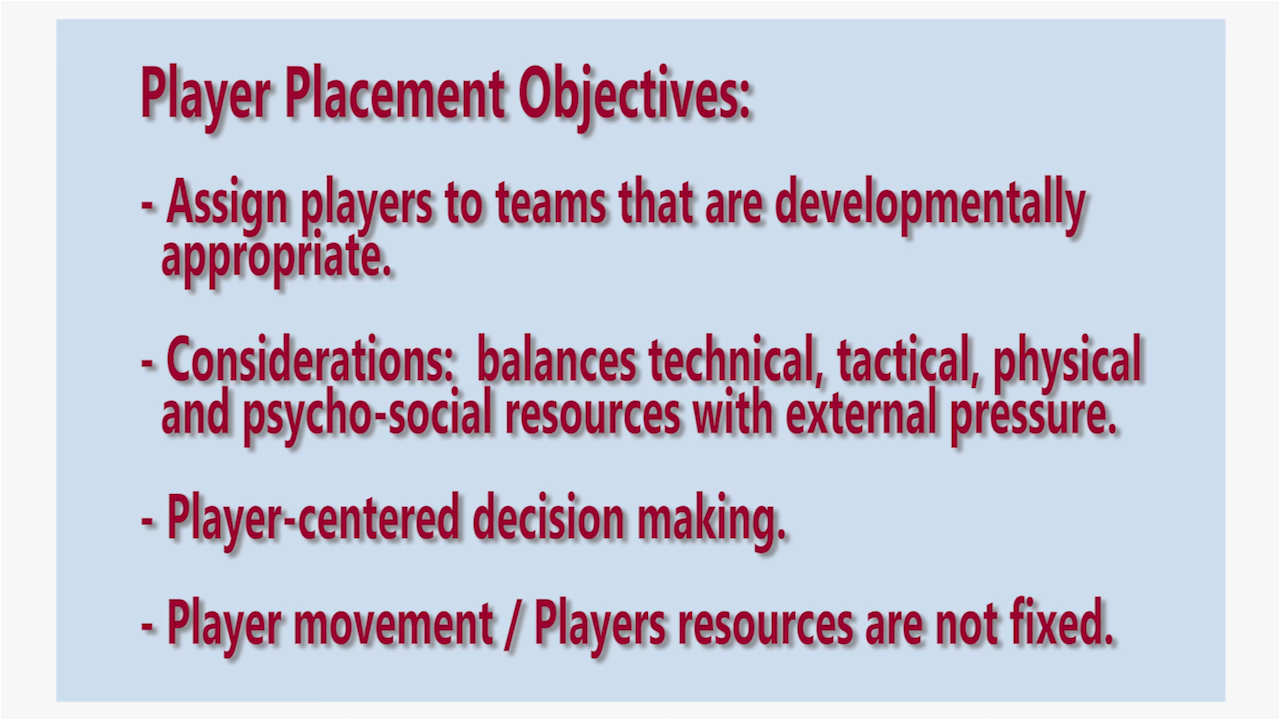 Player Placement Objectives:
- Assign players to teams that are developmentally
appropriate.
- Considerations:  balances technical, tactical, physical
and psycho-social resources with external pressure.
- Player-centered decision making.
- Player movement / Players resources are not fixed.